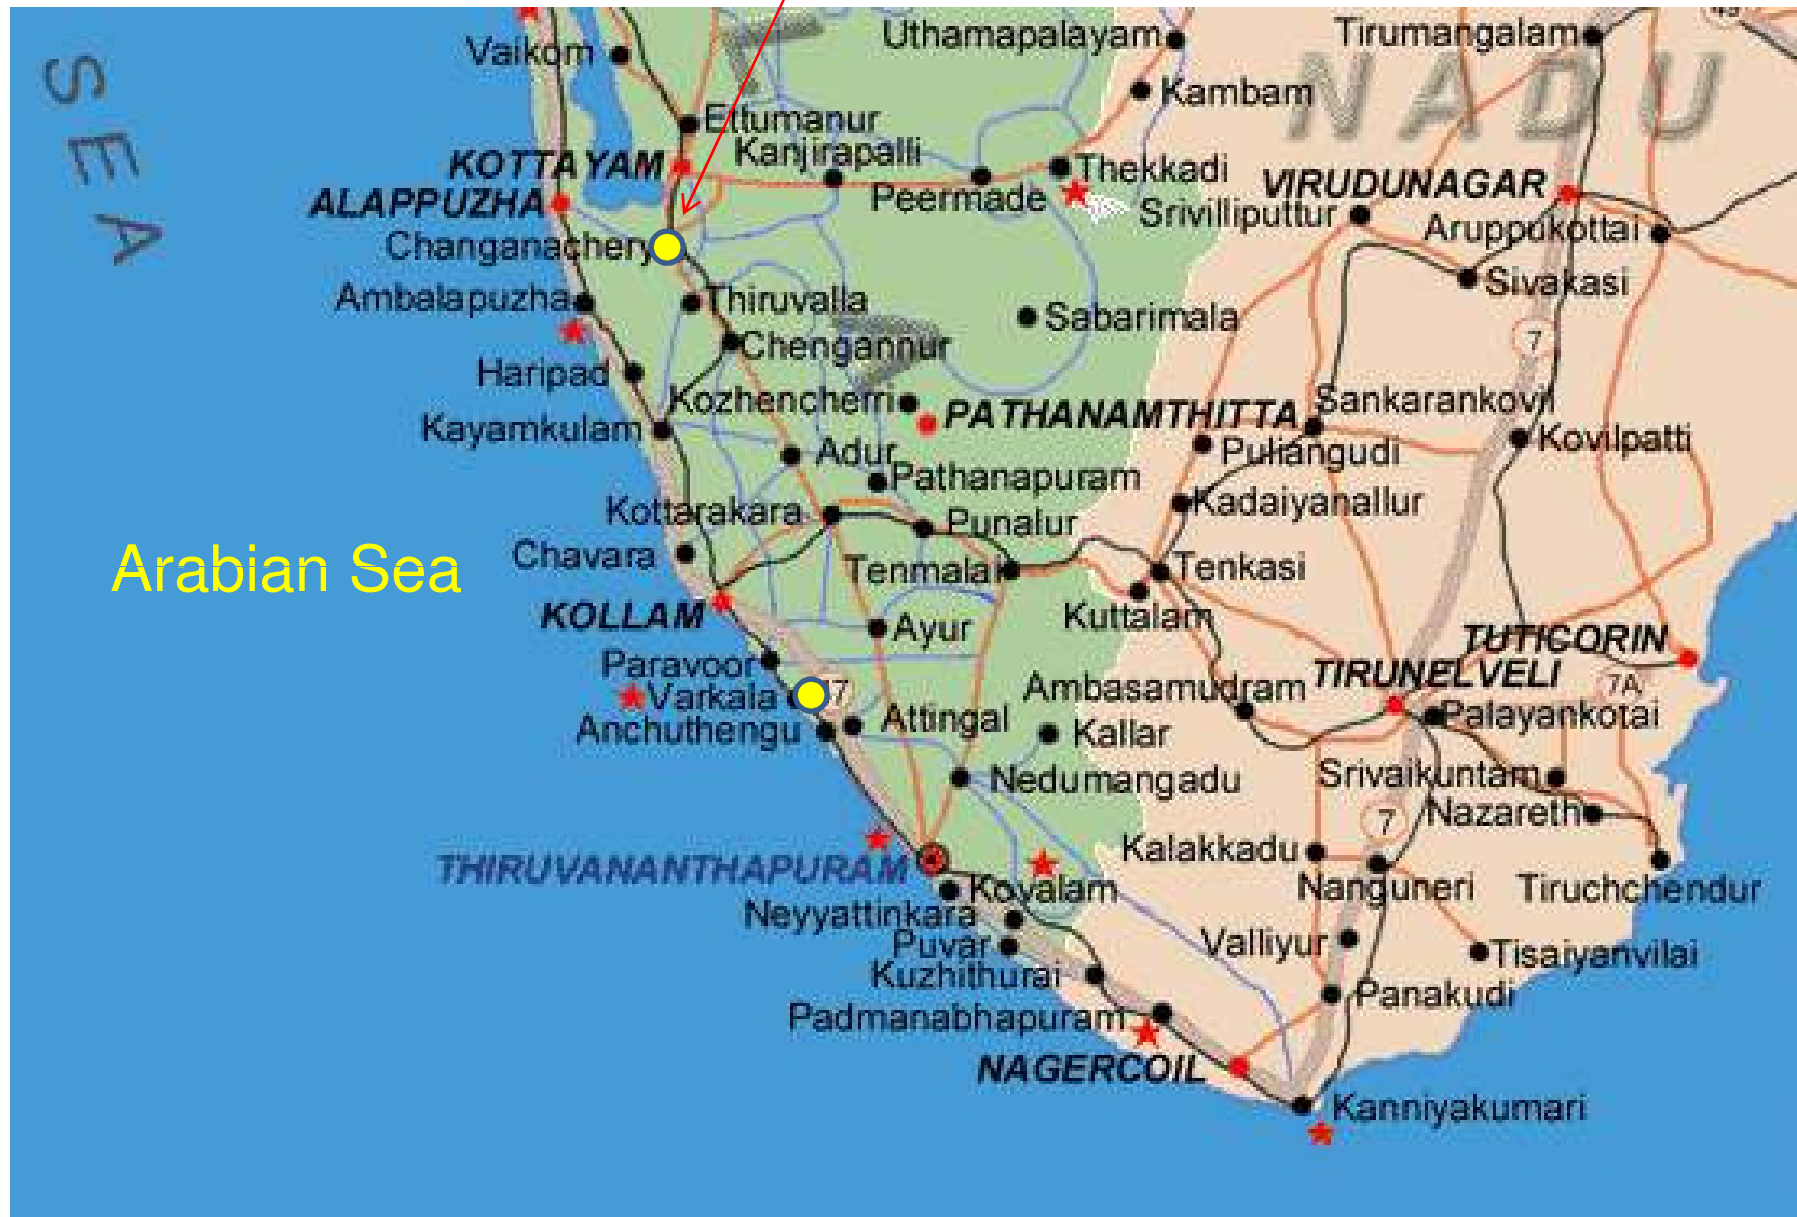 Uthamapalayam
Tirumangalam
Vaikom
SEA
NADU
Kambam
Ettumanur
Kanjirapalli
KOTTAYAM
Thekkadi
Peermade
VIRUDUNAGAR
ALAPPUZHA
Srivilliputtur
Aruppukottai
Changanachery
Sivakasi
Ambalapuzha
Thiruvalla
Sabarimala
7
Chengannur
Haripad
Kozhencherri
PATHANAMTHITTA
Sankarankovil
Kayamkulam
Puliangudi
Kovilpatti
Adur
Pathanapuram
Kadaiyanallur
Kottarakara
Punalur
Chavara
Arabian Sea
Tenmalai
Tenkasi
KOLLAM
Kuttalam
Ayur
TUTICORIN
Paravoor
TIRUNELVELI
Varkala
Ambasamudram
7A
Anchuthengu
Attingal
Kallar
Palayankotai
Nedumangadu
Srivaikuntam
Nazareth
7
THIRUVANANTHAPURAM
Kalakkadu
Kovalam
Nanguneri
Tiruchchendur
Neyyattinkara
Puvar
Valliyur
Tisaiyanvilai
Kuzhithurai
Panakudi
Padmanabhapuram
NAGERCOIL
Kanniyakumari